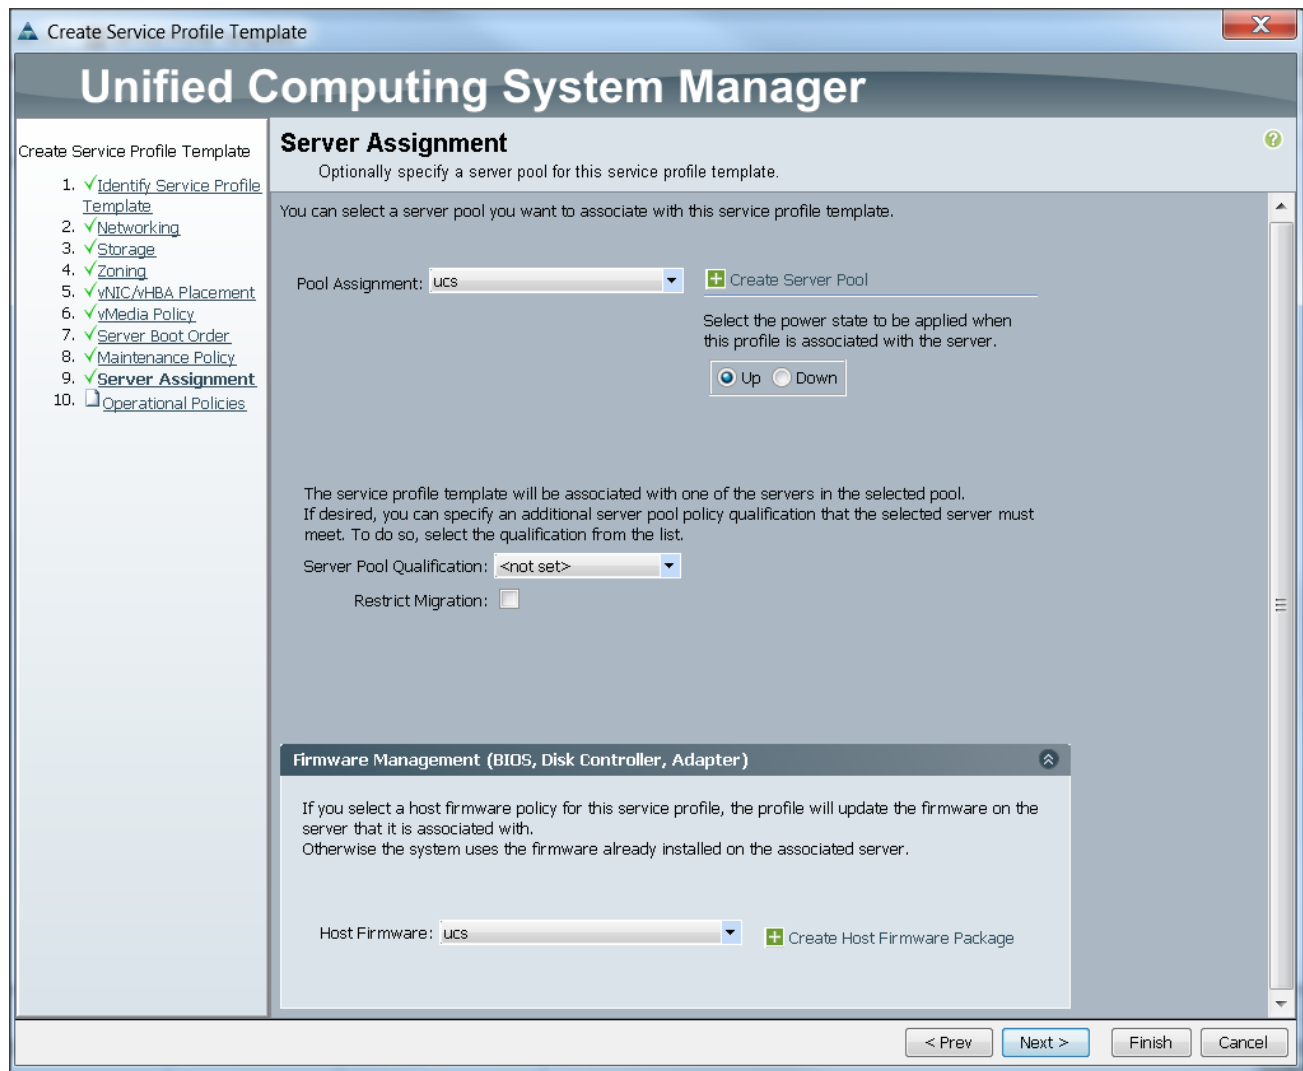 Create Service Profile Template
Unified Computing System Manager
Create Service Profile Template
1. Identify Service Profile
Template
2. Networking
3. Storage
4. Zoning
5. vNIC/vHBA Placement
6. vMedia Policy
7. Server Boot Order
8. Maintenance Policy
9. Server Assignment
10. Operational Policies
Server Assignment
Optionally specify a server pool for this service profile template.
You can select a server pool you want to associate with this service profile template.
Pool Assignment: ucs
Create Server Pool
Select the power state to be applied when
this profile is associated with the server.
Up Down
The service profile template will be associated with one of the servers in the selected pool.
If desired, you can specify an additional server pool policy qualification that the selected server must
meet. To do so, select the qualification from the list.
Server Pool Qualification: <not set>
Restrict Migration:
Firmware Management (BIOS, Disk Controller, Adapter)
If you select a host firmware policy for this service profile, the profile will update the firmware on the
server that it is associated with.
Otherwise the system uses the firmware already installed on the associated server.
Host Firmware: ucs
Create Host Firmware Package
< Prev Next > Finish Cancel